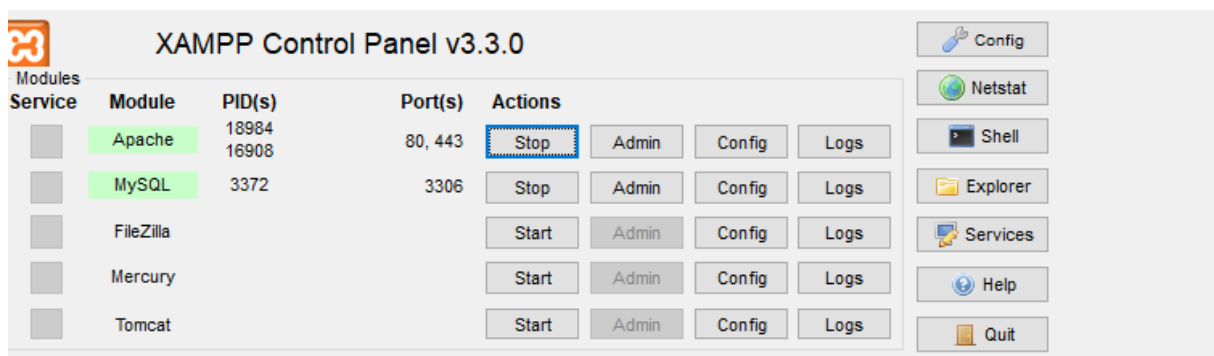 XAMPP Control Panel v3.3.0
Modules
Service Module PID(s) Port(s) Actions
Apache 18984 16908 80, 443 Stop Admin Config Logs
MySQL 3372 3306 Stop Admin Config Logs
FileZilla Start Admin Config Logs
Mercury Start Admin Config Logs
Tomcat Start Admin Config Logs
Config
Netstat
Shell
Explorer
Services
Help
Quit